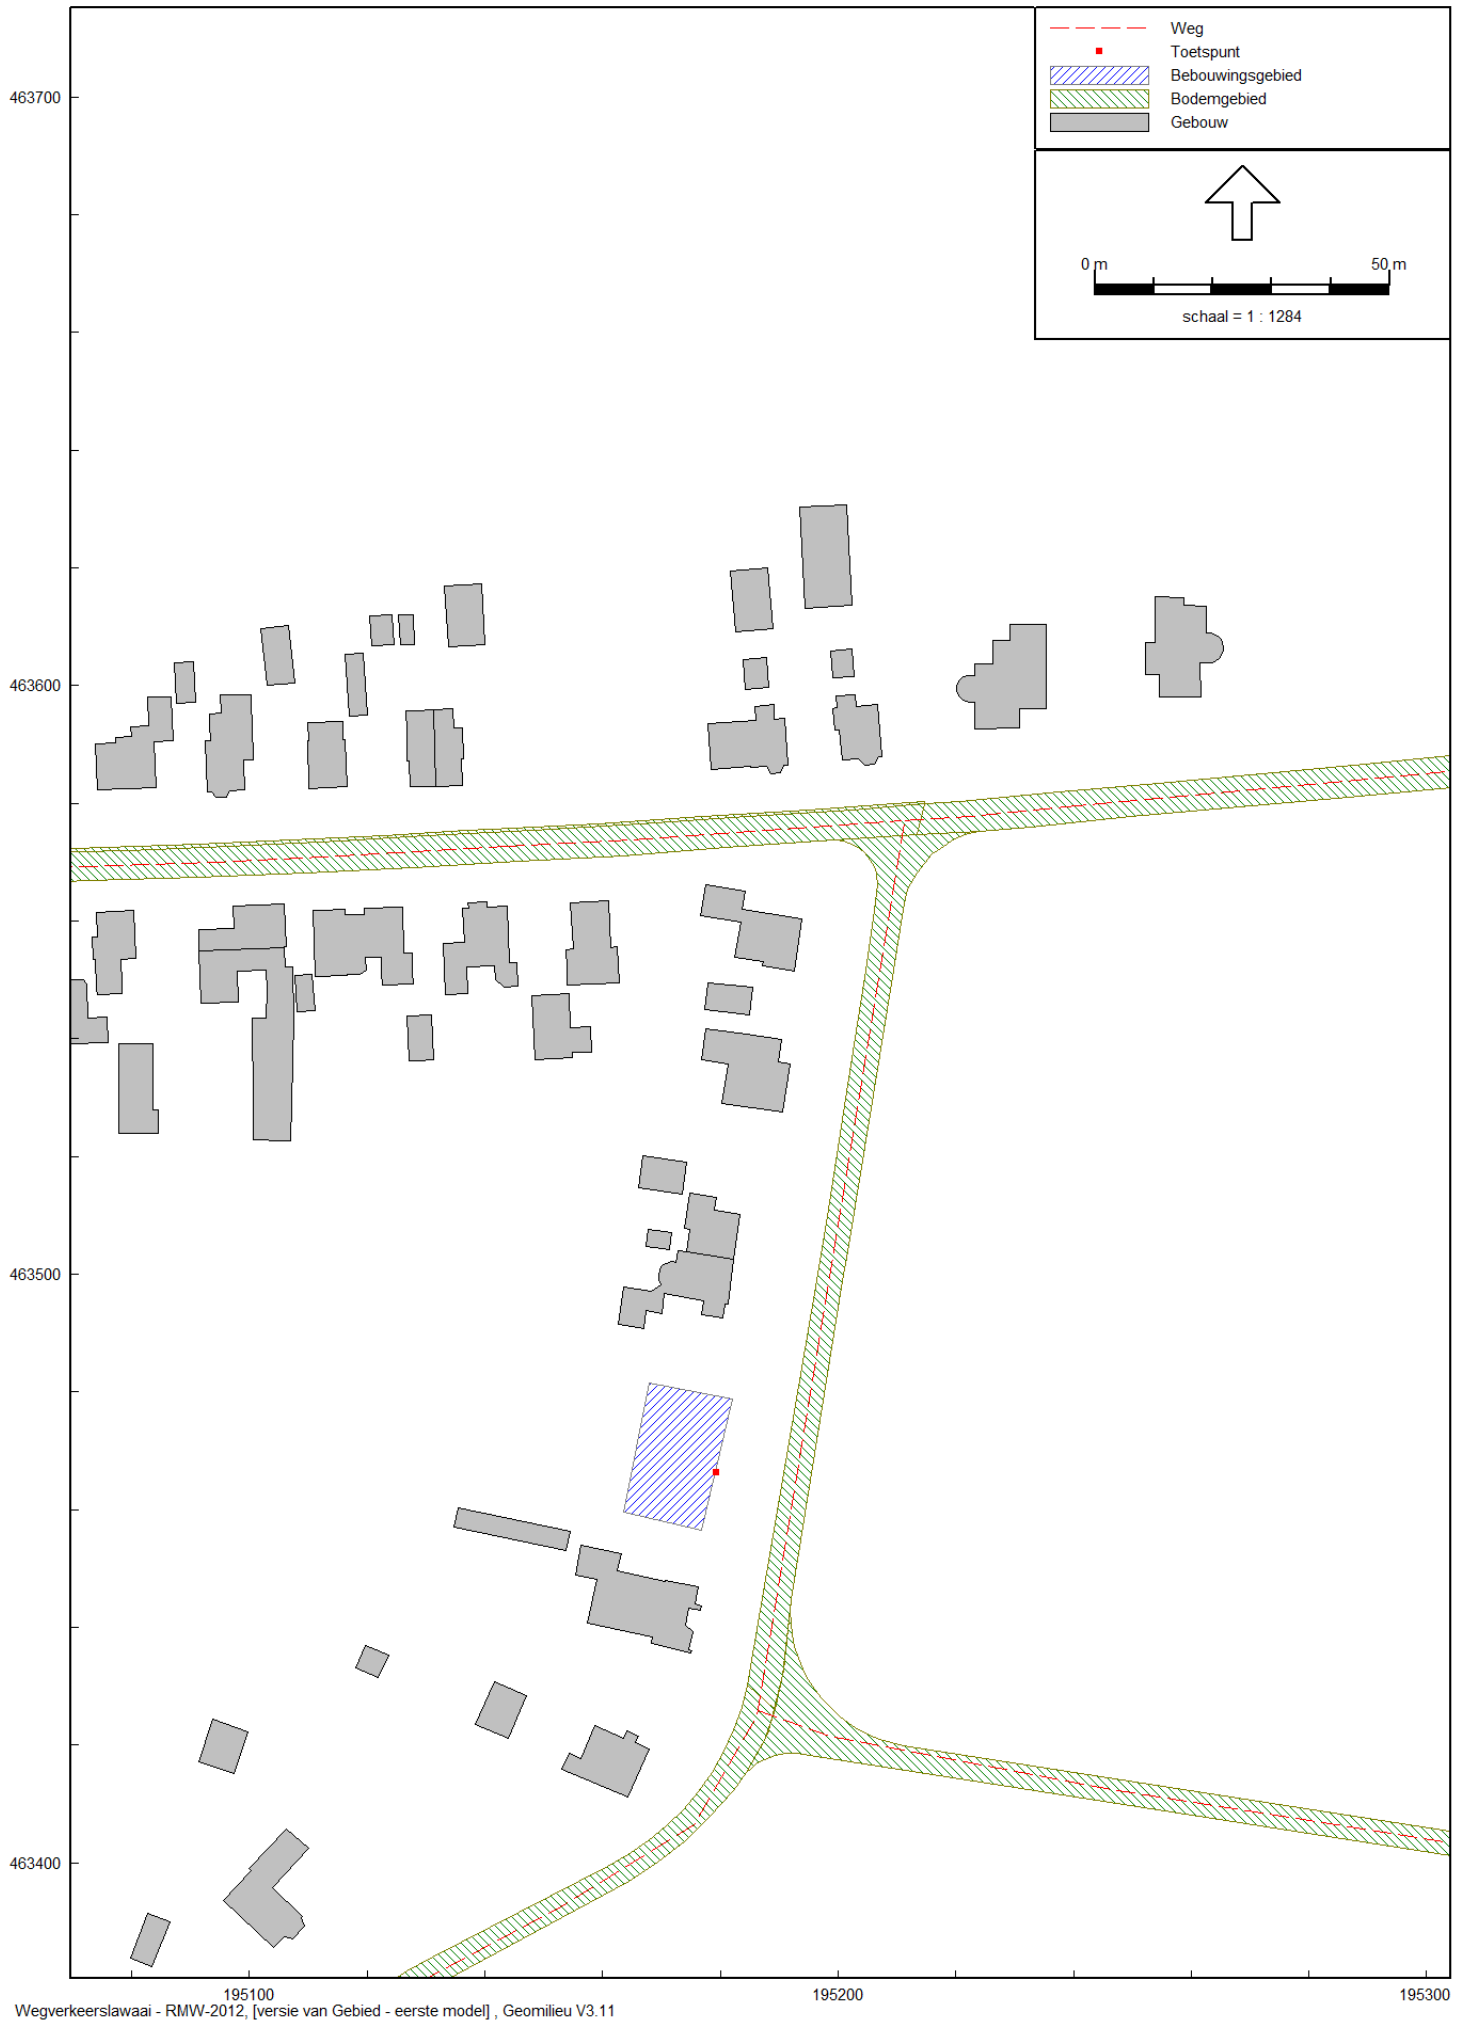 Weg
Toetspunt
Bebouwingsgebied
Bodemgebied
Gebouw
0 m 50 m
schaal = 1 : 1284
463700
463600
463500
463400
195100 195200 195300
Wegverkeerslawaai - RMW-2012, [versie van Gebied - eerste model] , Geomilieu V3.11